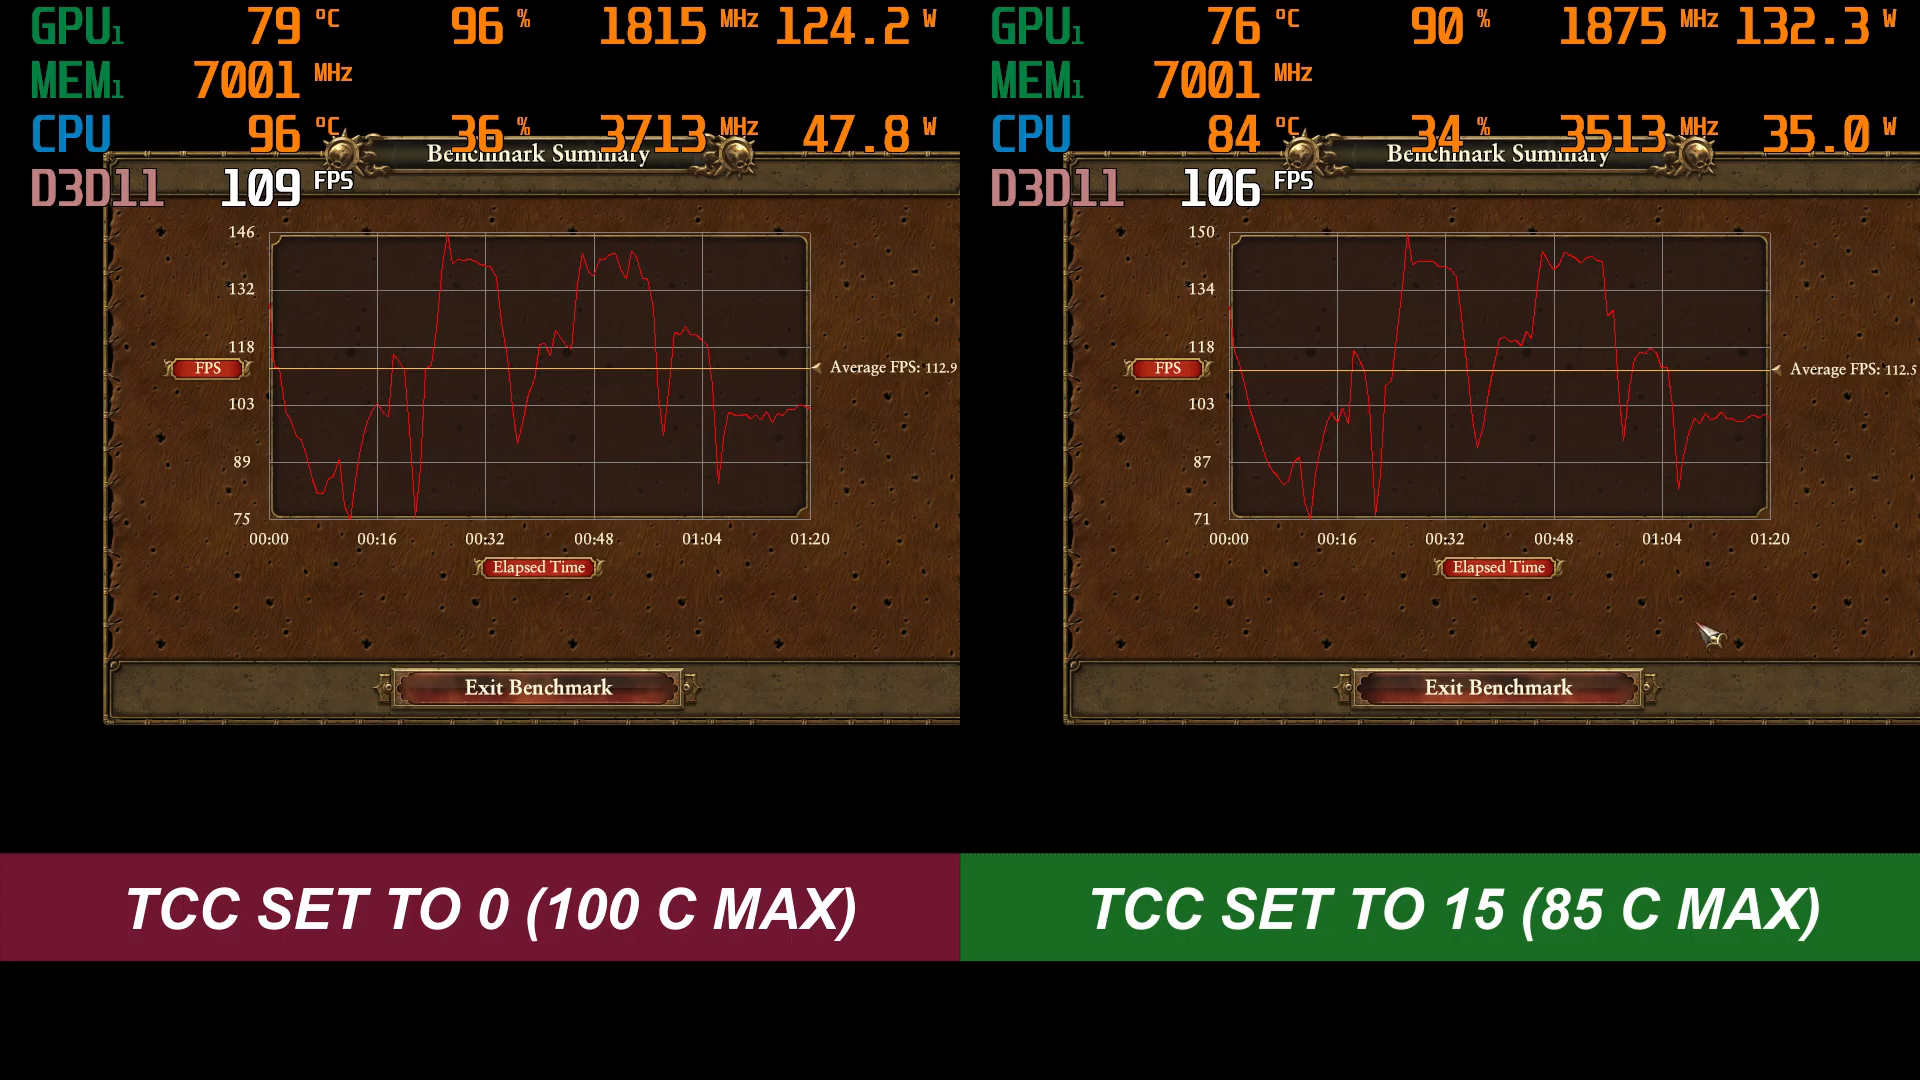 GPU1 79 °C 96 % 1815 MHz 124.2 W
MEM1 7001 MHz
CPU 96 °C 36 % 3713 MHz 47.8 W
Benchmark Summary
D3D11 109 FPS
146
132
118
FPS
Average FPS: 112.9
103
89
75
00:00 00:16 00:32 00:48 01:04 01:20
Elapsed Time
Exit Benchmark
TCC SET TO 0 (100 C MAX)
GPU1 76 °C 90 % 1875 MHz 132.3 W
MEM1 7001 MHz
CPU 84 °C 34 % 3513 MHz 35.0 W
Benchmark Summary
D3D11 106 FPS
150
134
118
FPS
Average FPS: 112.5
103
87
71
00:00 00:16 00:32 00:48 01:04 01:20
Elapsed Time
Exit Benchmark
TCC SET TO 15 (85 C MAX)